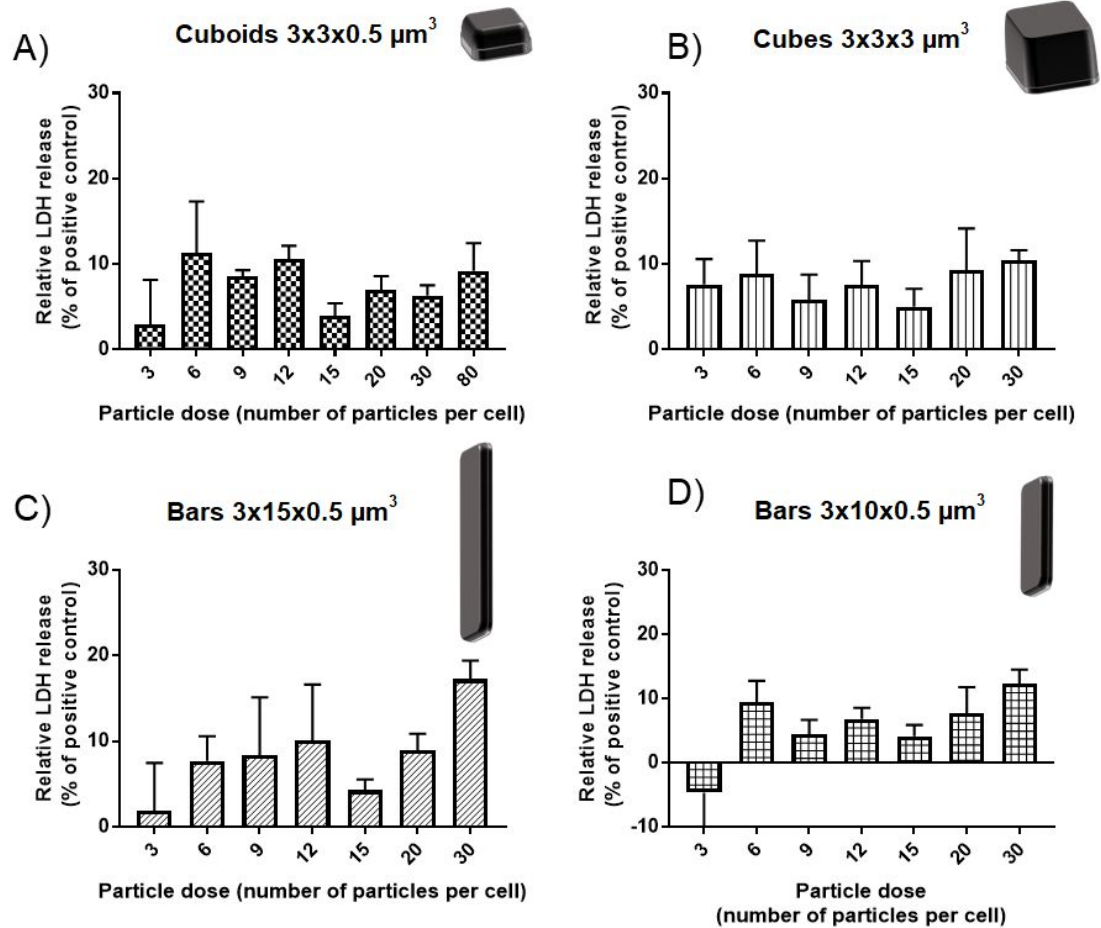 A)
Cuboids 3x3x0.5 µm³
Relative LDH release
(% of positive control)
30
20
10
0
3 6 9 12 15 20 30 80
Particle dose (number of particles per cell)
B)
Cubes 3x3x3 µm³
Relative LDH release
(% of positive control)
30
20
10
0
3 6 9 12 15 20 30
Particle dose (number of particles per cell)
C)
Bars 3x15x0.5 µm³
Relative LDH release
(% of positive control)
30
20
10
0
3 6 9 12 15 20 30
Particle dose (number of particles per cell)
D)
Bars 3x10x0.5 µm³
Relative LDH release
(% of positive control)
30
20
10
0
-10
3 6 9 12 15 20 30
Particle dose
(number of particles per cell)